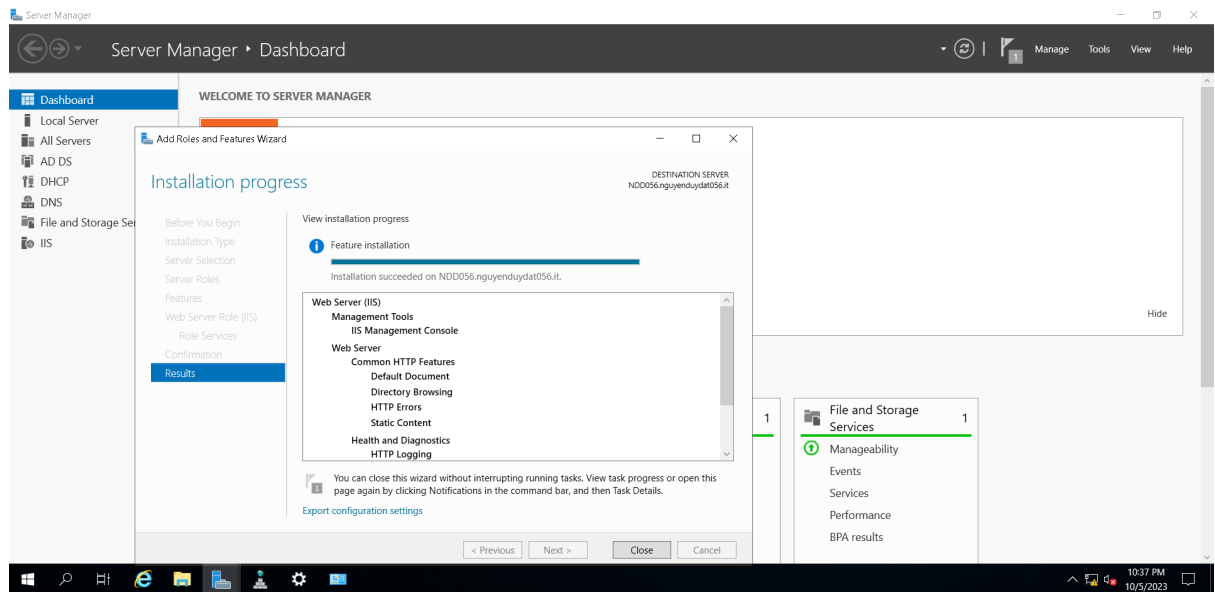 Server Manager
Server Manager • Dashboard
1
Manage
Tools
View
Help
Dashboard
Local Server
All Servers
AD DS
DHCP
DNS
File and Storage Ser
IIS
WELCOME TO SERVER MANAGER
Add Roles and Features Wizard
Installation progress
DESTINATION SERVER
NDD056.nguyenduydat056.it
Before You Begin
Installation Type
Server Selection
Server Roles
Features
Web Server Role (IIS)
Role Services
Confirmation
Results
View installation progress
Feature installation
Installation succeeded on NDD056.nguyenduydat056.it.
Web Server (IIS)
Management Tools
IIS Management Console
Web Server
Common HTTP Features
Default Document
Directory Browsing
HTTP Errors
Static Content
Health and Diagnostics
HTTP Logging
1
You can close this wizard without interrupting running tasks. View task progress or open this
page again by clicking Notifications in the command bar, and then Task Details.
Export configuration settings
< Previous
Next >
Close
Cancel
Hide
1
File and Storage
Services
1
Manageability
Events
Services
Performance
BPA results
10:37 PM
10/5/2023